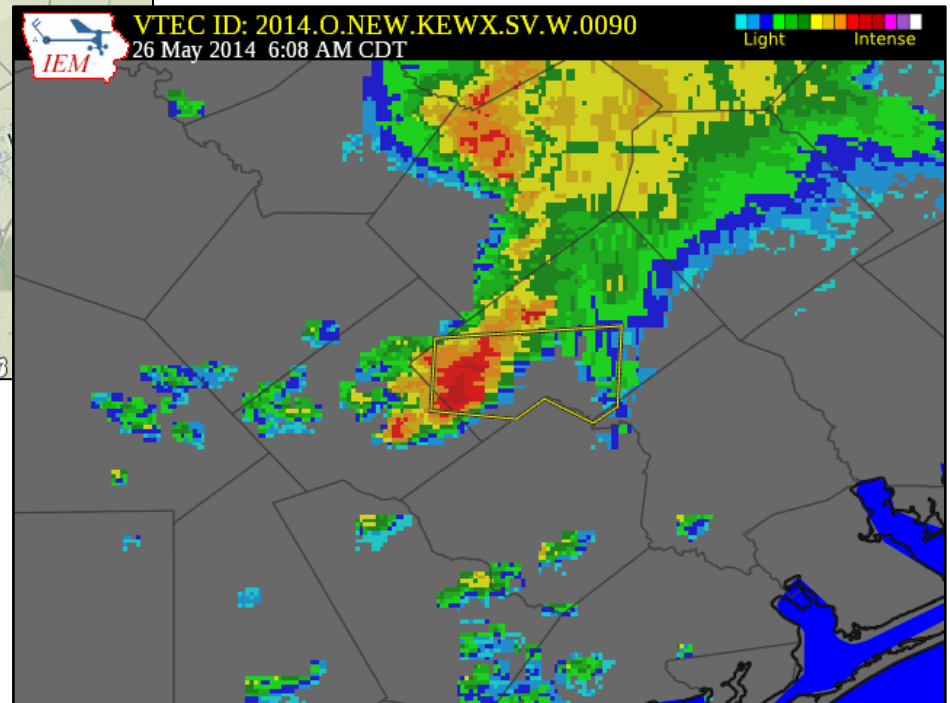 VTEC ID: 2014.O.NEW.KEWX.SV.W.0090
26 May 2014 6:08 AM CDT
IEM
Light Intense